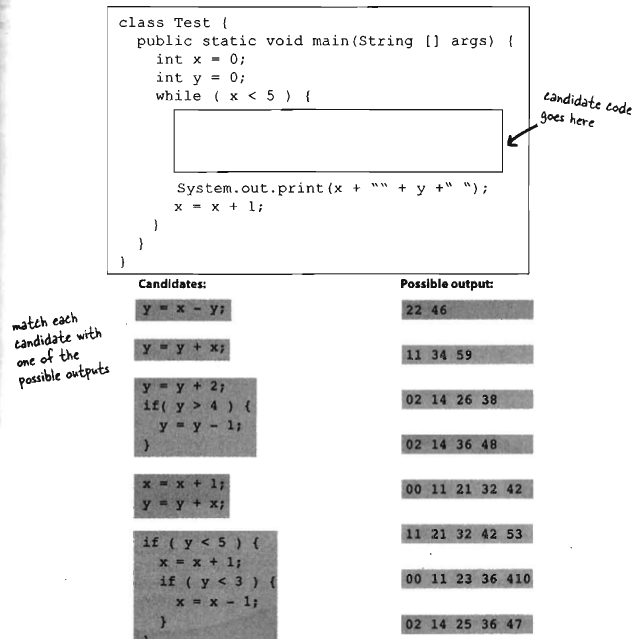 class Test {
public static void main(String [] args) {
int x = 0;
int y = 0;
while ( x < 5 ) {
candidate code
goes here
System.out.print(x + "" + y +" ");
x = x + 1;
}
}
}
Candidates:
Possible output:
match each
candidate with
one of the
possible outputs
y = x - y;
y = y + x;
y = y + 2;
if( y > 4 ) {
y = y - 1;
}
x = x + 1;
y = y + x;
if ( y < 5 ) {
x = x + 1;
if ( y < 3 ) {
x = x - 1;
}
}
22 46
11 34 59
02 14 26 38
02 14 36 48
00 11 21 32 42
11 21 32 42 53
00 11 23 36 410
02 14 25 36 47